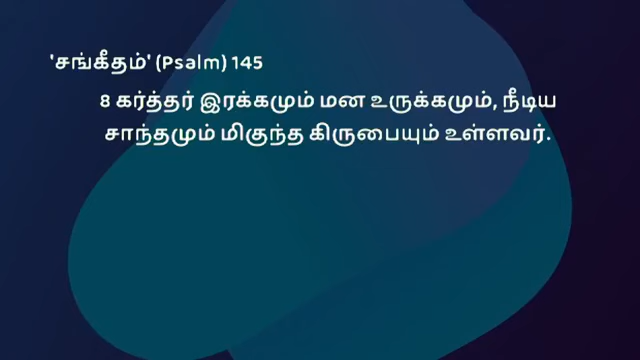 'சங்கீதம்' (Psalm) 145
8 கர்த்தர் இரக்கமும் மன உருக்கமும், நீடிய
சாந்தமும் மிகுந்த கிருபையும் உள்ளவர்.